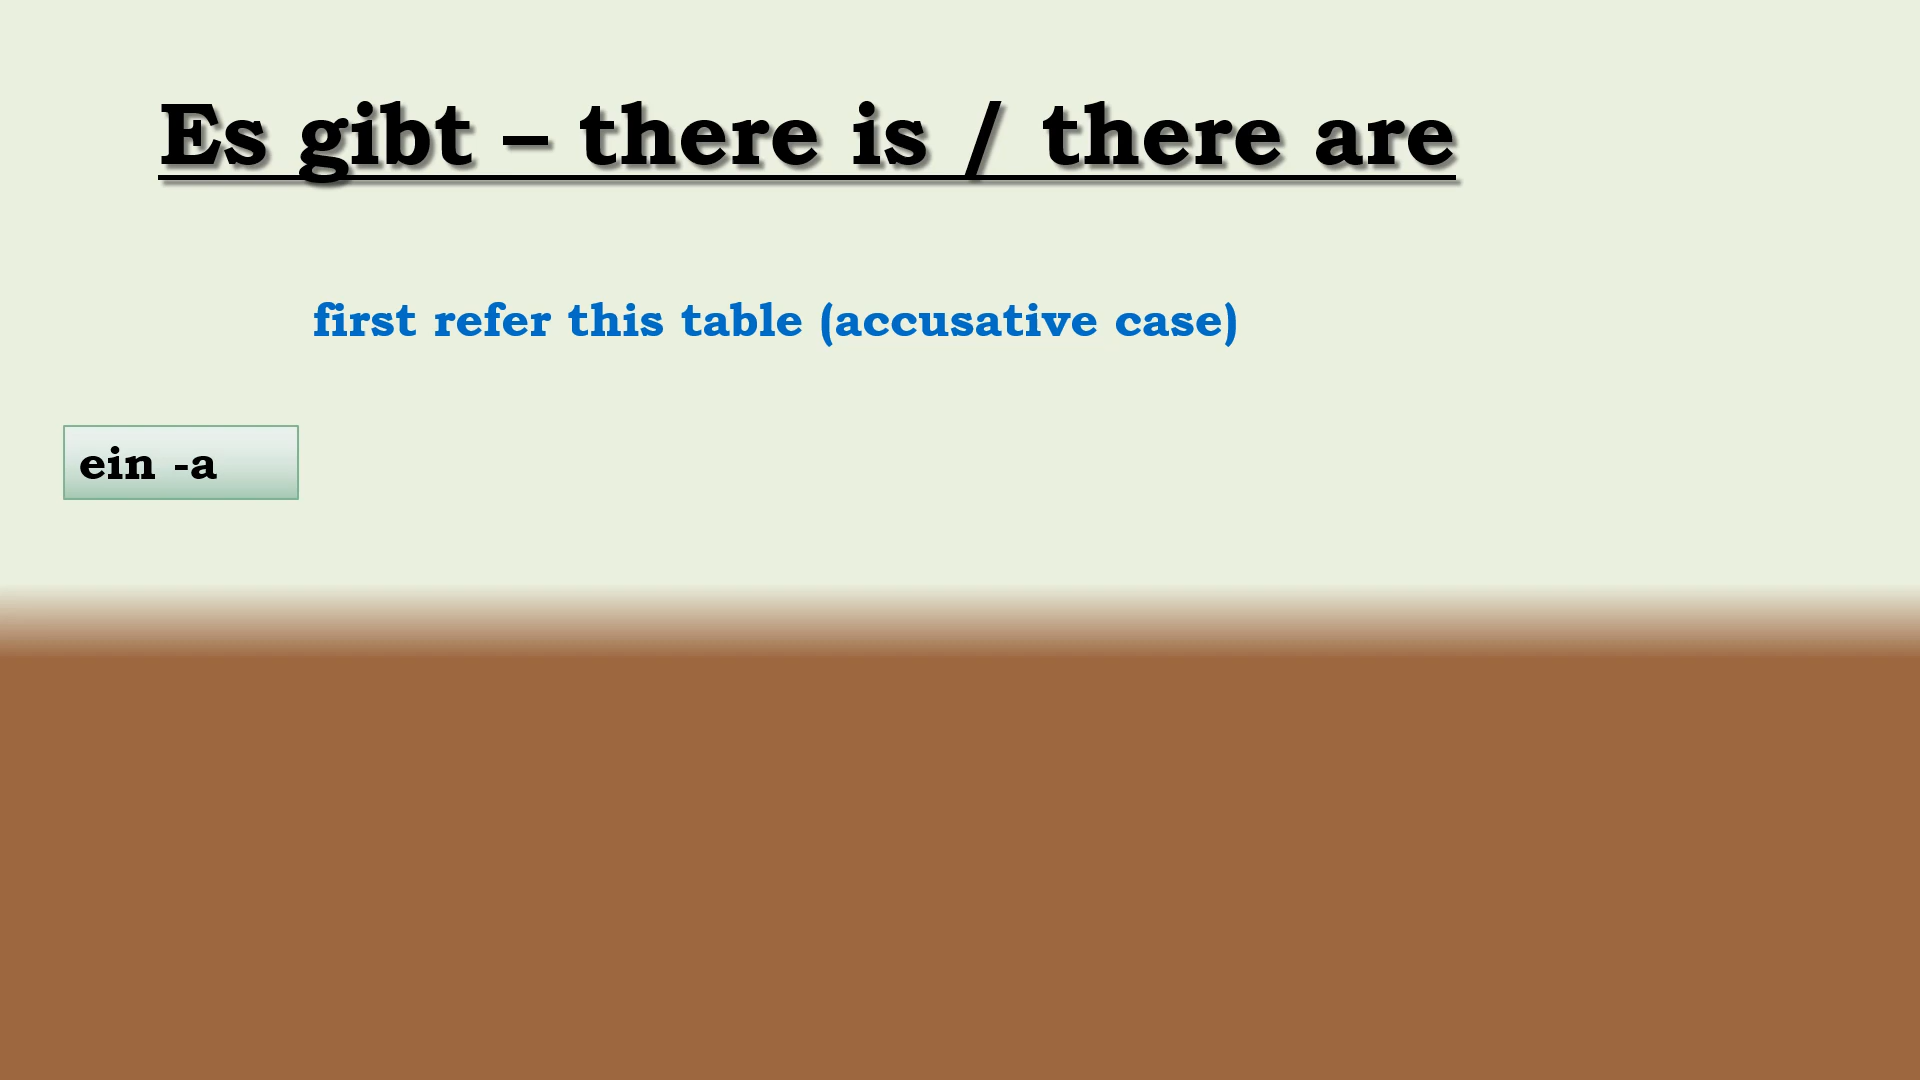 Es gibt – there is / there are
first refer this table (accusative case)
ein -a